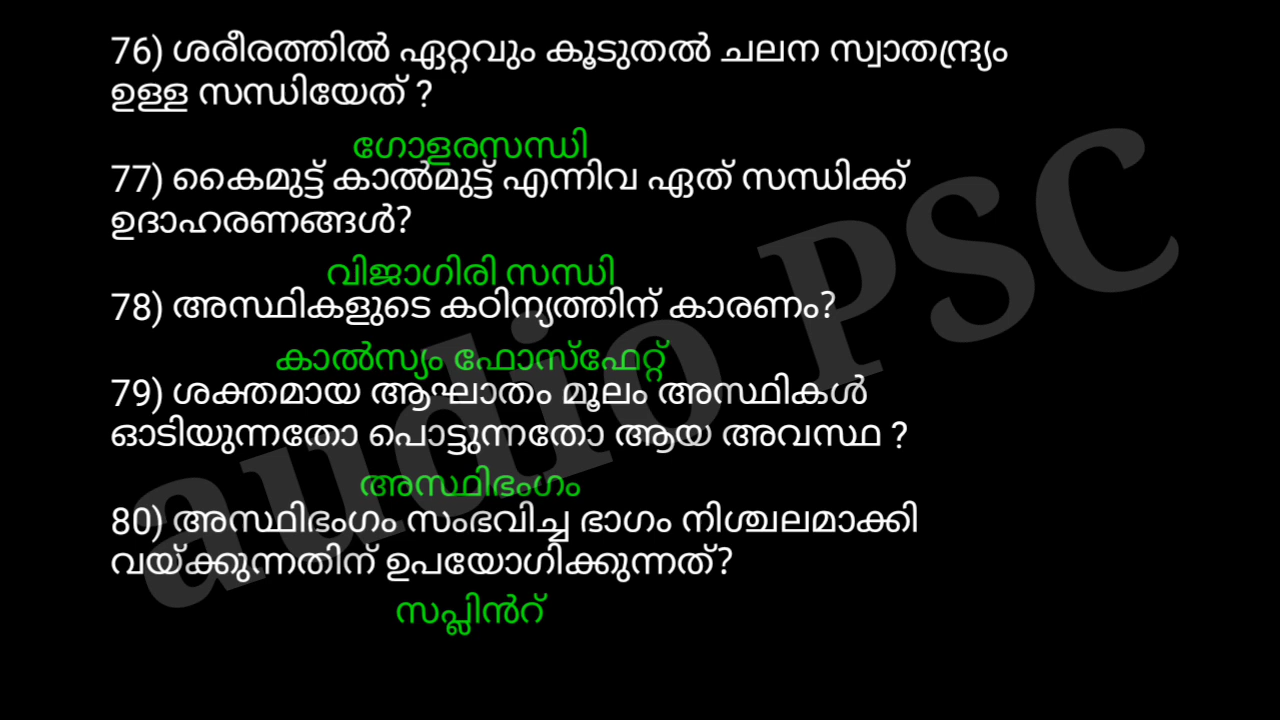 76) ശരീരത്തിൽ ഏറ്റവും കൂടുതൽ ചലന സ്വാതന്ത്ര്യം
ഉള്ള സന്ധിയേത് ?
ഗോളരസന്ധി
77) കൈമുട്ട് കാൽമുട്ട് എന്നിവ ഏത് സന്ധിക്ക്
ഉദാഹരണങ്ങൾ?
വിജാഗിരി സന്ധി
78) അസ്ഥികളുടെ കഠിന്യത്തിന് കാരണം?
കാൽസ്യം ഫോസ്ഫേറ്റ്
79) ശക്തമായ ആഘാതം മൂലം അസ്ഥികൾ
ഓടിയുന്നതോ പൊട്ടുന്നതോ ആയ അവസ്ഥ ?
അസ്ഥിഭംഗം
80) അസ്ഥിഭംഗം സംഭവിച്ച ഭാഗം നിശ്ചലമാക്കി
വയ്ക്കുന്നതിന് ഉപയോഗിക്കുന്നത്?
സപ്ലിൻറ്
audio PSC